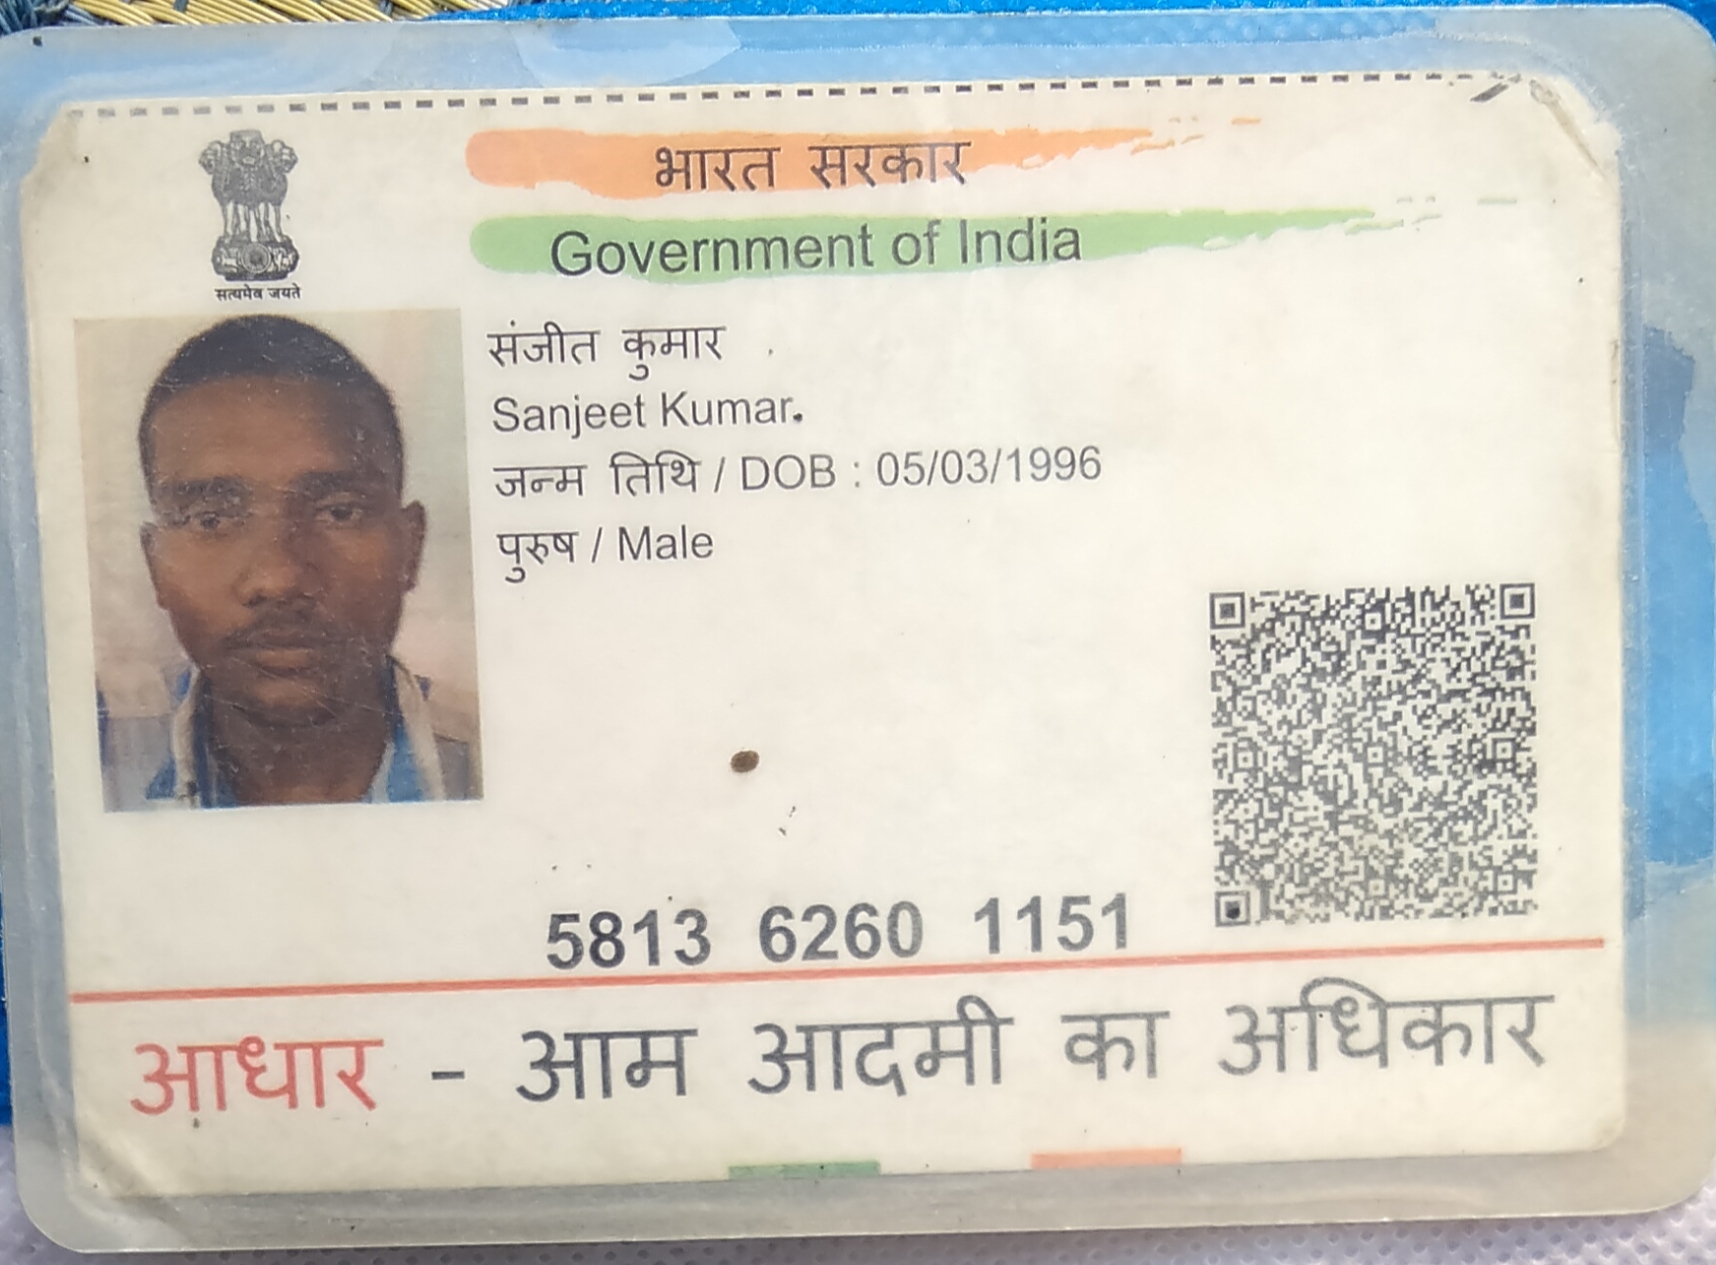 भारत सरकार
Government of India
सत्यमेव जयते
संजीत कुमार
Sanjeet Kumar
जन्म तिथि / DOB : 05/03/1996
पुरुष / Male
5813 6260 1151
आधार - आम आदमी का अधिकार